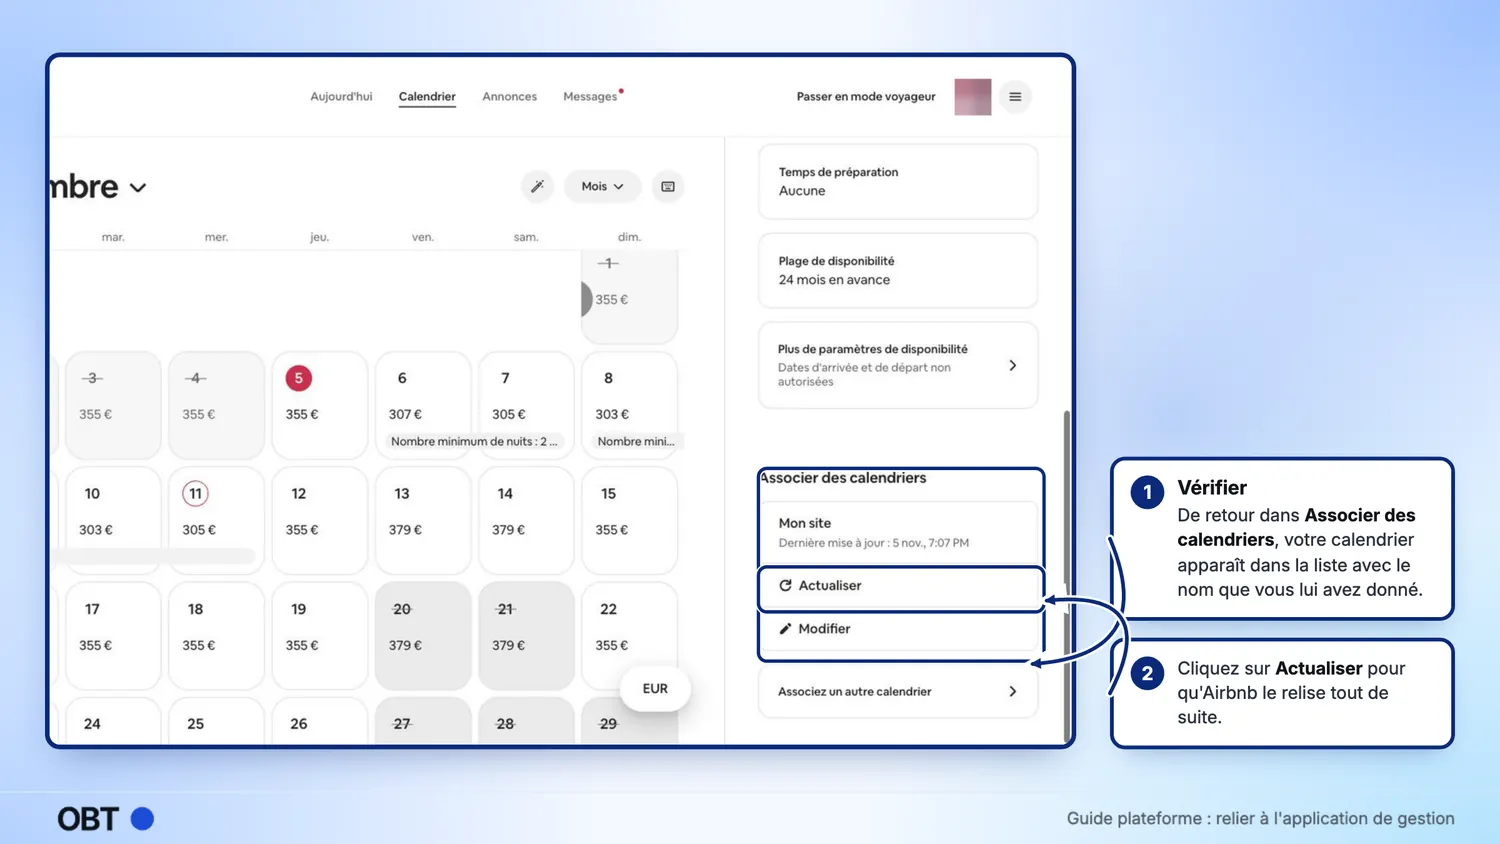 Aujourd'hui
Calendrier
Annonces
Messages
Passer en mode voyageur
mbre
Mois
mar.
mer.
jeu.
ven.
sam.
dim.
1
355 €
3
355 €
4
355 €
5
355 €
6
307 €
7
305 €
8
303 €
Nombre minimum de nuits : 2 ...
Nombre mini...
10
303 €
11
305 €
12
355 €
13
379 €
14
379 €
15
355 €
17
355 €
18
355 €
19
355 €
20
379 €
21
379 €
22
355 €
EUR
24
25
26
27
28
29
Temps de préparation
Aucune
Plage de disponibilité
24 mois en avance
Plus de paramètres de disponibilité
Dates d'arrivée et de départ non
autorisées
Associer des calendriers
Mon site
Dernière mise à jour : 5 nov., 7:07 PM
Actualiser
Modifier
Associez un autre calendrier
1
Vérifier
De retour dans Associer des
calendriers, votre calendrier
apparaît dans la liste avec le
nom que vous lui avez donné.
2
Cliquez sur Actualiser pour
qu'Airbnb le relise tout de
suite.
OBT
Guide plateforme : relier à l'application de gestion